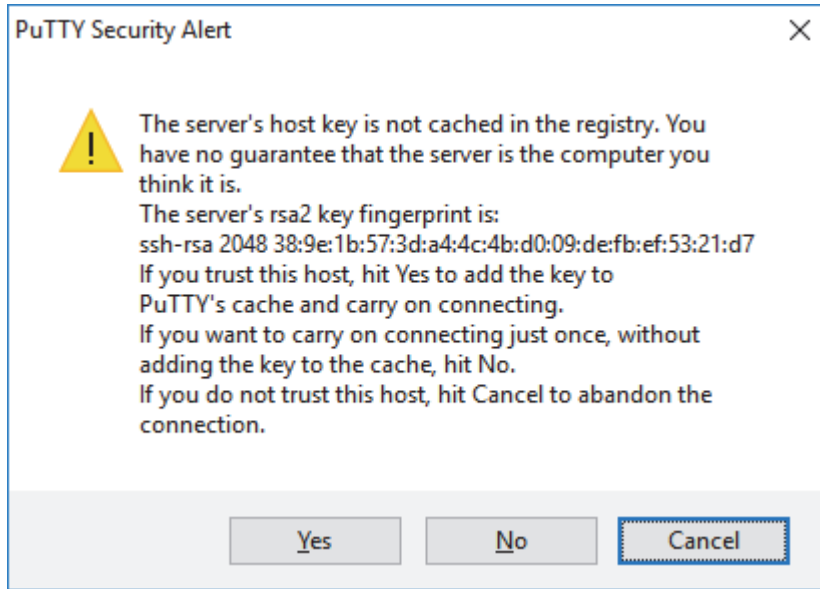 PuTTY Security Alert
The server's host key is not cached in the registry. You
have no guarantee that the server is the computer you
think it is.
The server's rsa2 key fingerprint is:
ssh-rsa 2048 38:9e:1b:57:3d:a4:4c:4b:d0:09:de:fb:ef:53:21:d7
If you trust this host, hit Yes to add the key to
PuTTY's cache and carry on connecting.
If you want to carry on connecting just once, without
adding the key to the cache, hit No.
If you do not trust this host, hit Cancel to abandon the
connection.
Yes
No
Cancel